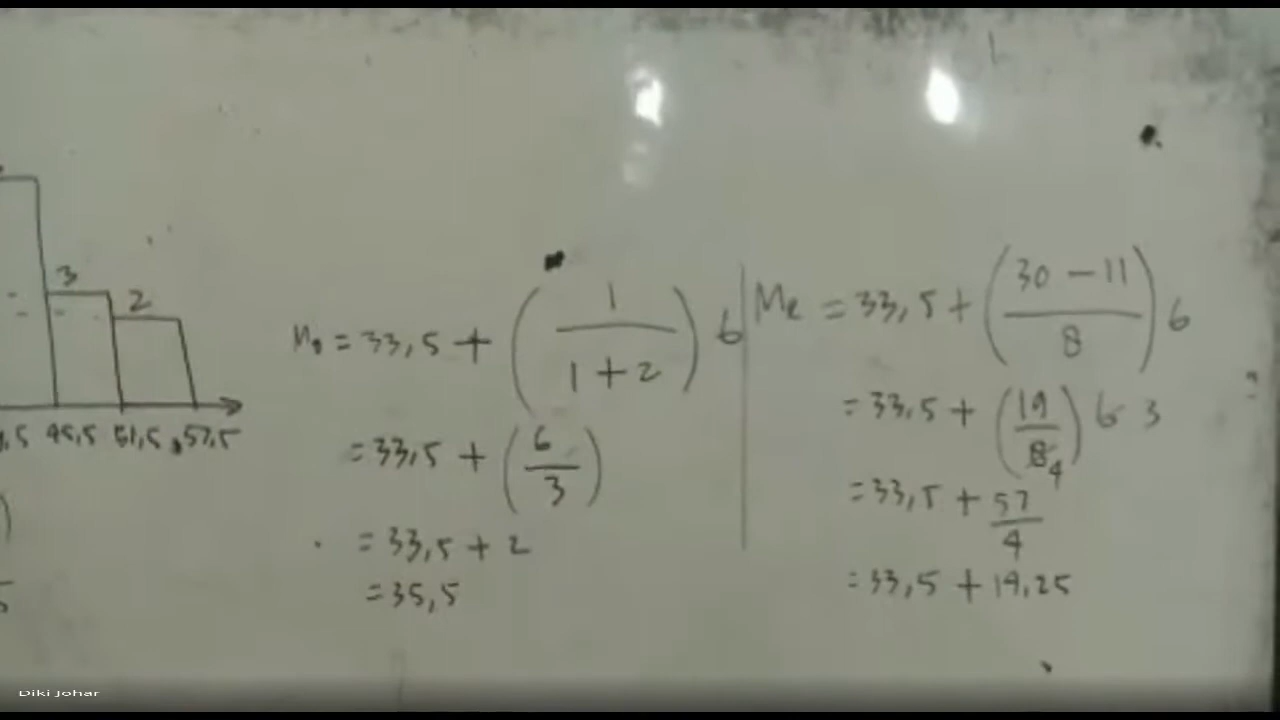 3
2
45,5 51,5 57,5
Mo = 33,5 + (1/(1+2)) 6
= 33,5 + (6/3)
= 33,5 + 2
= 35,5
Me = 33,5 + ((30 - 11)/8) 6
= 33,5 + (19/8 4) 6 3
= 33,5 + 57/4
= 33,5 + 14,25
Diki Johar